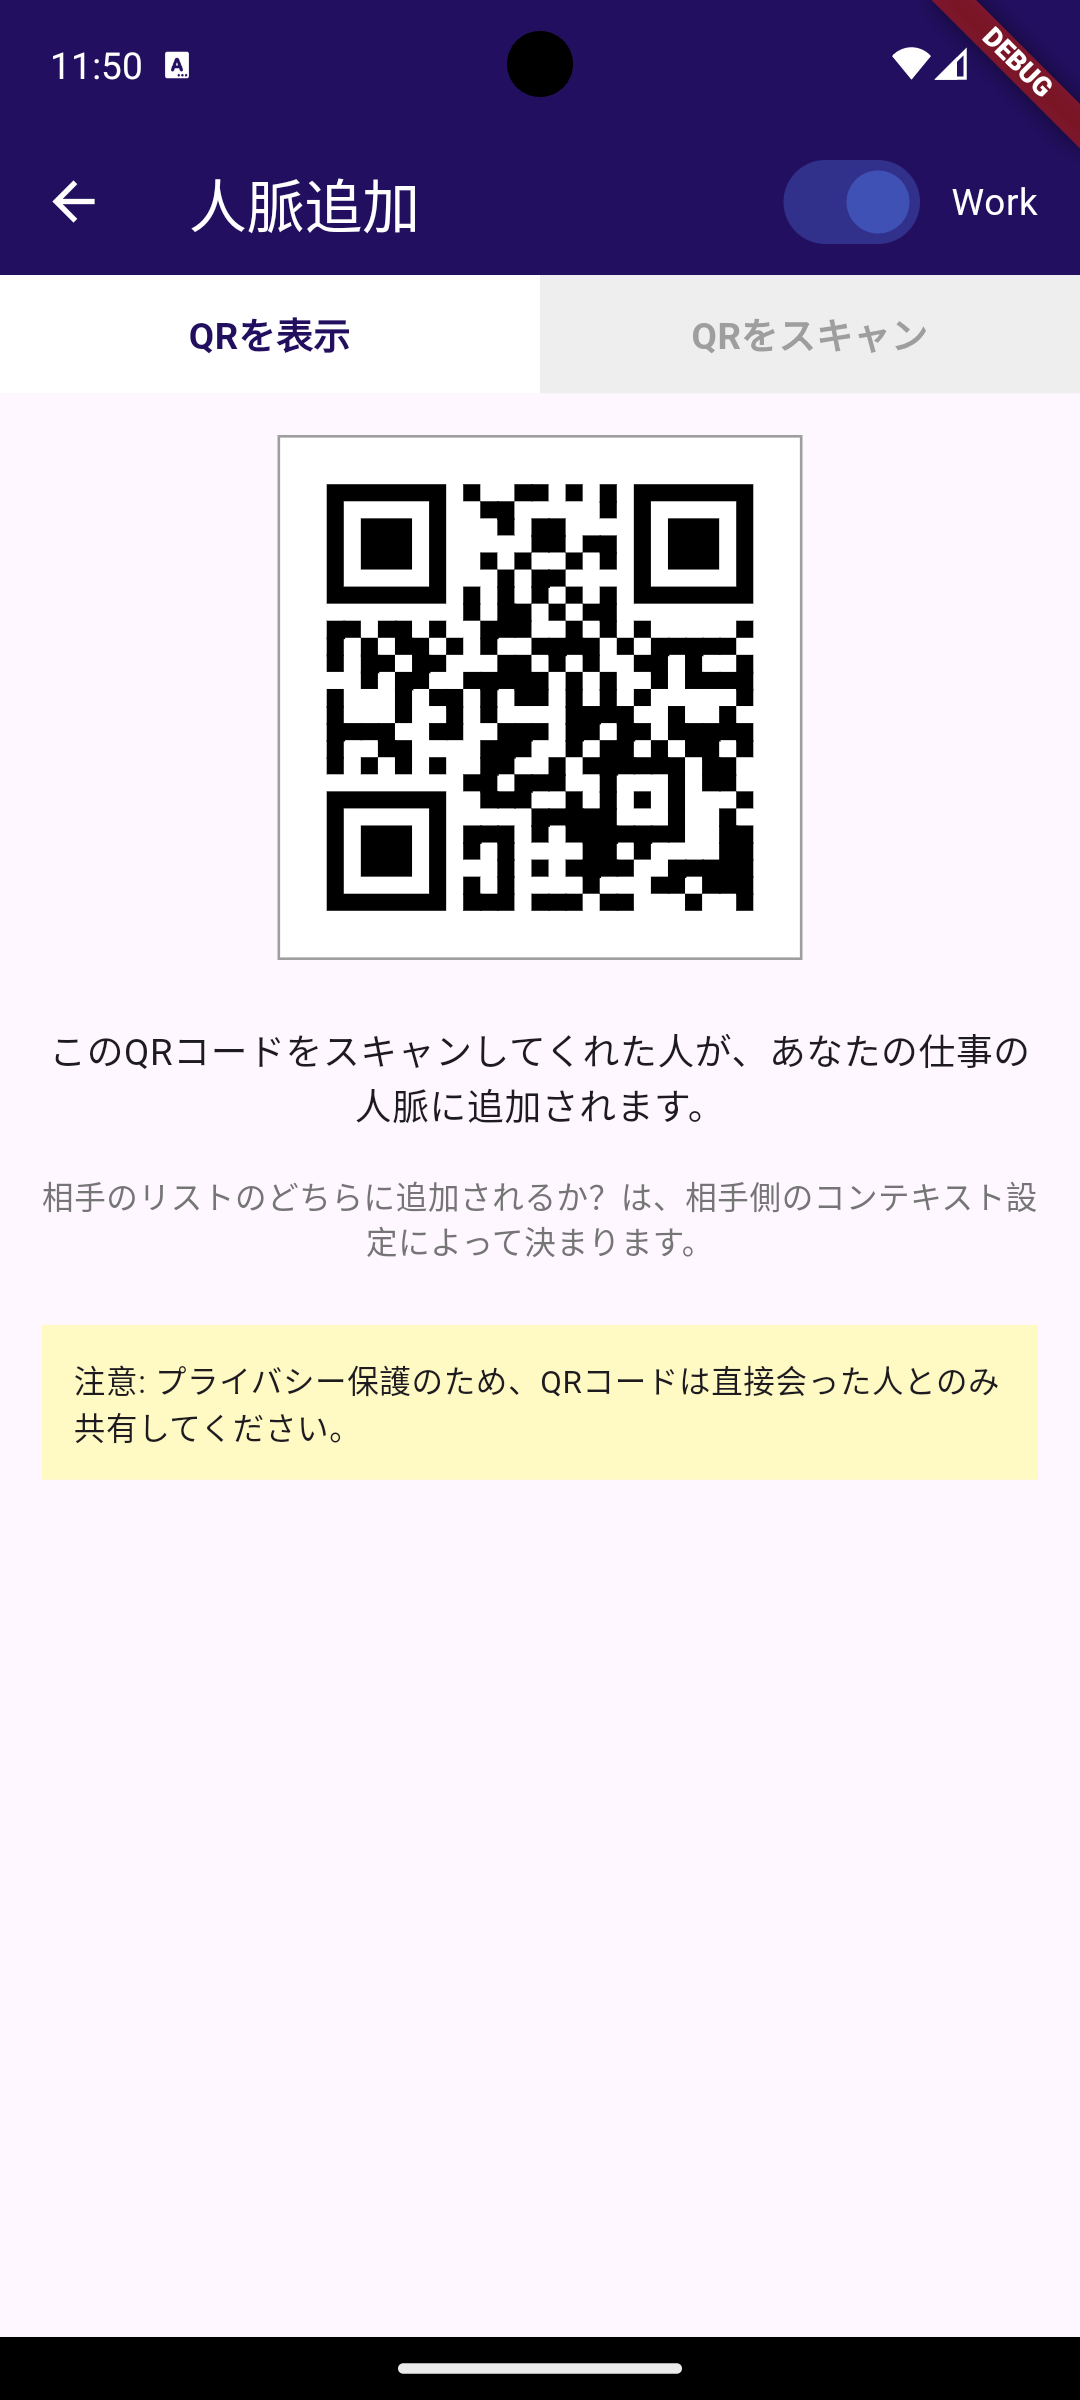 11:50
DEBUG
人脈追加
Work
QRを表示
QRをスキャン
このQRコードをスキャンしてくれた人が、あなたの仕事の
人脈に追加されます。
相手のリストのどちらに追加されるか？は、相手側のコンテキスト設
定によって決まります。
注意: プライバシー保護のため、QRコードは直接会った人とのみ
共有してください。